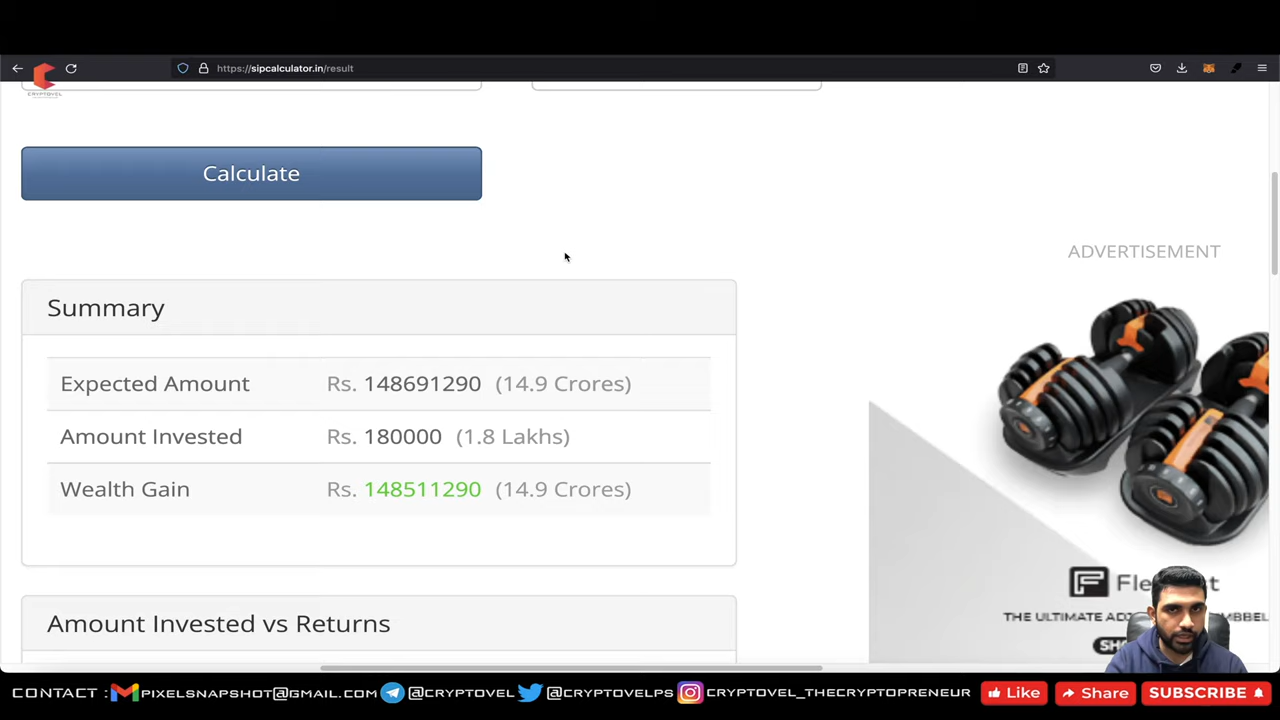 https://sipcalculator.in/result
CRYPTOVEL
Calculate
ADVERTISEMENT
Summary
Expected Amount Rs. 148691290 (14.9 Crores)
Amount Invested Rs. 180000 (1.8 Lakhs)
Wealth Gain Rs. 148511290 (14.9 Crores)
Amount Invested vs Returns
THE ULTIMATE
CONTACT : PIXELSNAPSHOT@GMAIL.COM @CRYPTOVEL @CRYPTOVELPS CRYPTOVEL_THECRYPTOPRENEUR Like Share SUBSCRIBE